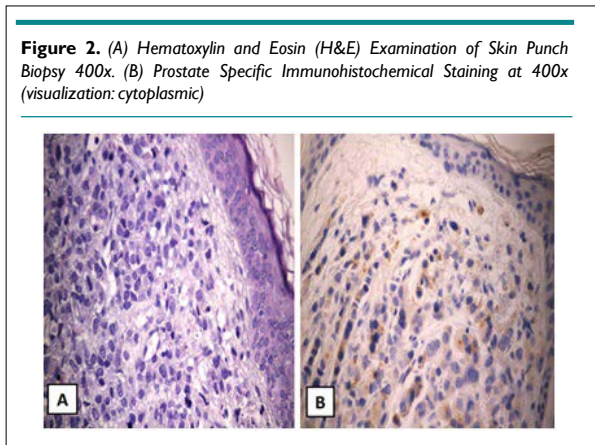 Figure 2. (A) Hematoxylin and Eosin (H&E) Examination of Skin Punch
Biopsy 400x. (B) Prostate Specific Immunohistochemical Staining at 400x
(visualization: cytoplasmic)
A
B